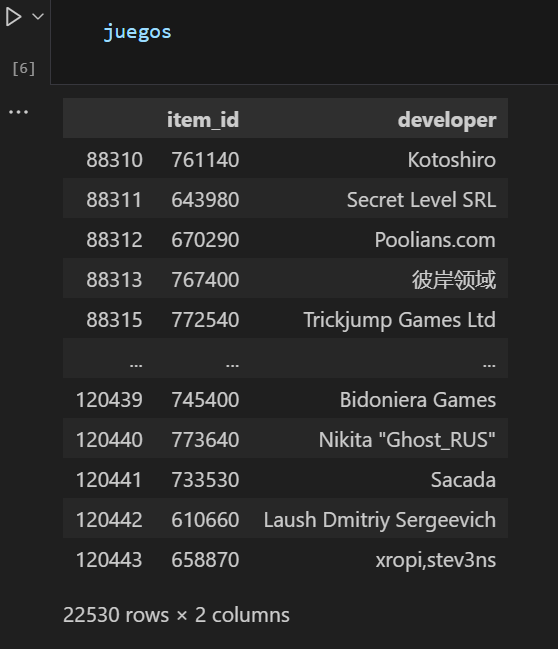 juegos
[6]
...
item_id developer
88310 761140 Kotoshiro
88311 643980 Secret Level SRL
88312 670290 Poolians.com
88313 767400 彼岸领域
88315 772540 Trickjump Games Ltd
... ... ...
120439 745400 Bidoniera Games
120440 773640 Nikita "Ghost_RUS"
120441 733530 Sacada
120442 610660 Laush Dmitriy Sergeevich
120443 658870 xropi,stev3ns
22530 rows × 2 columns